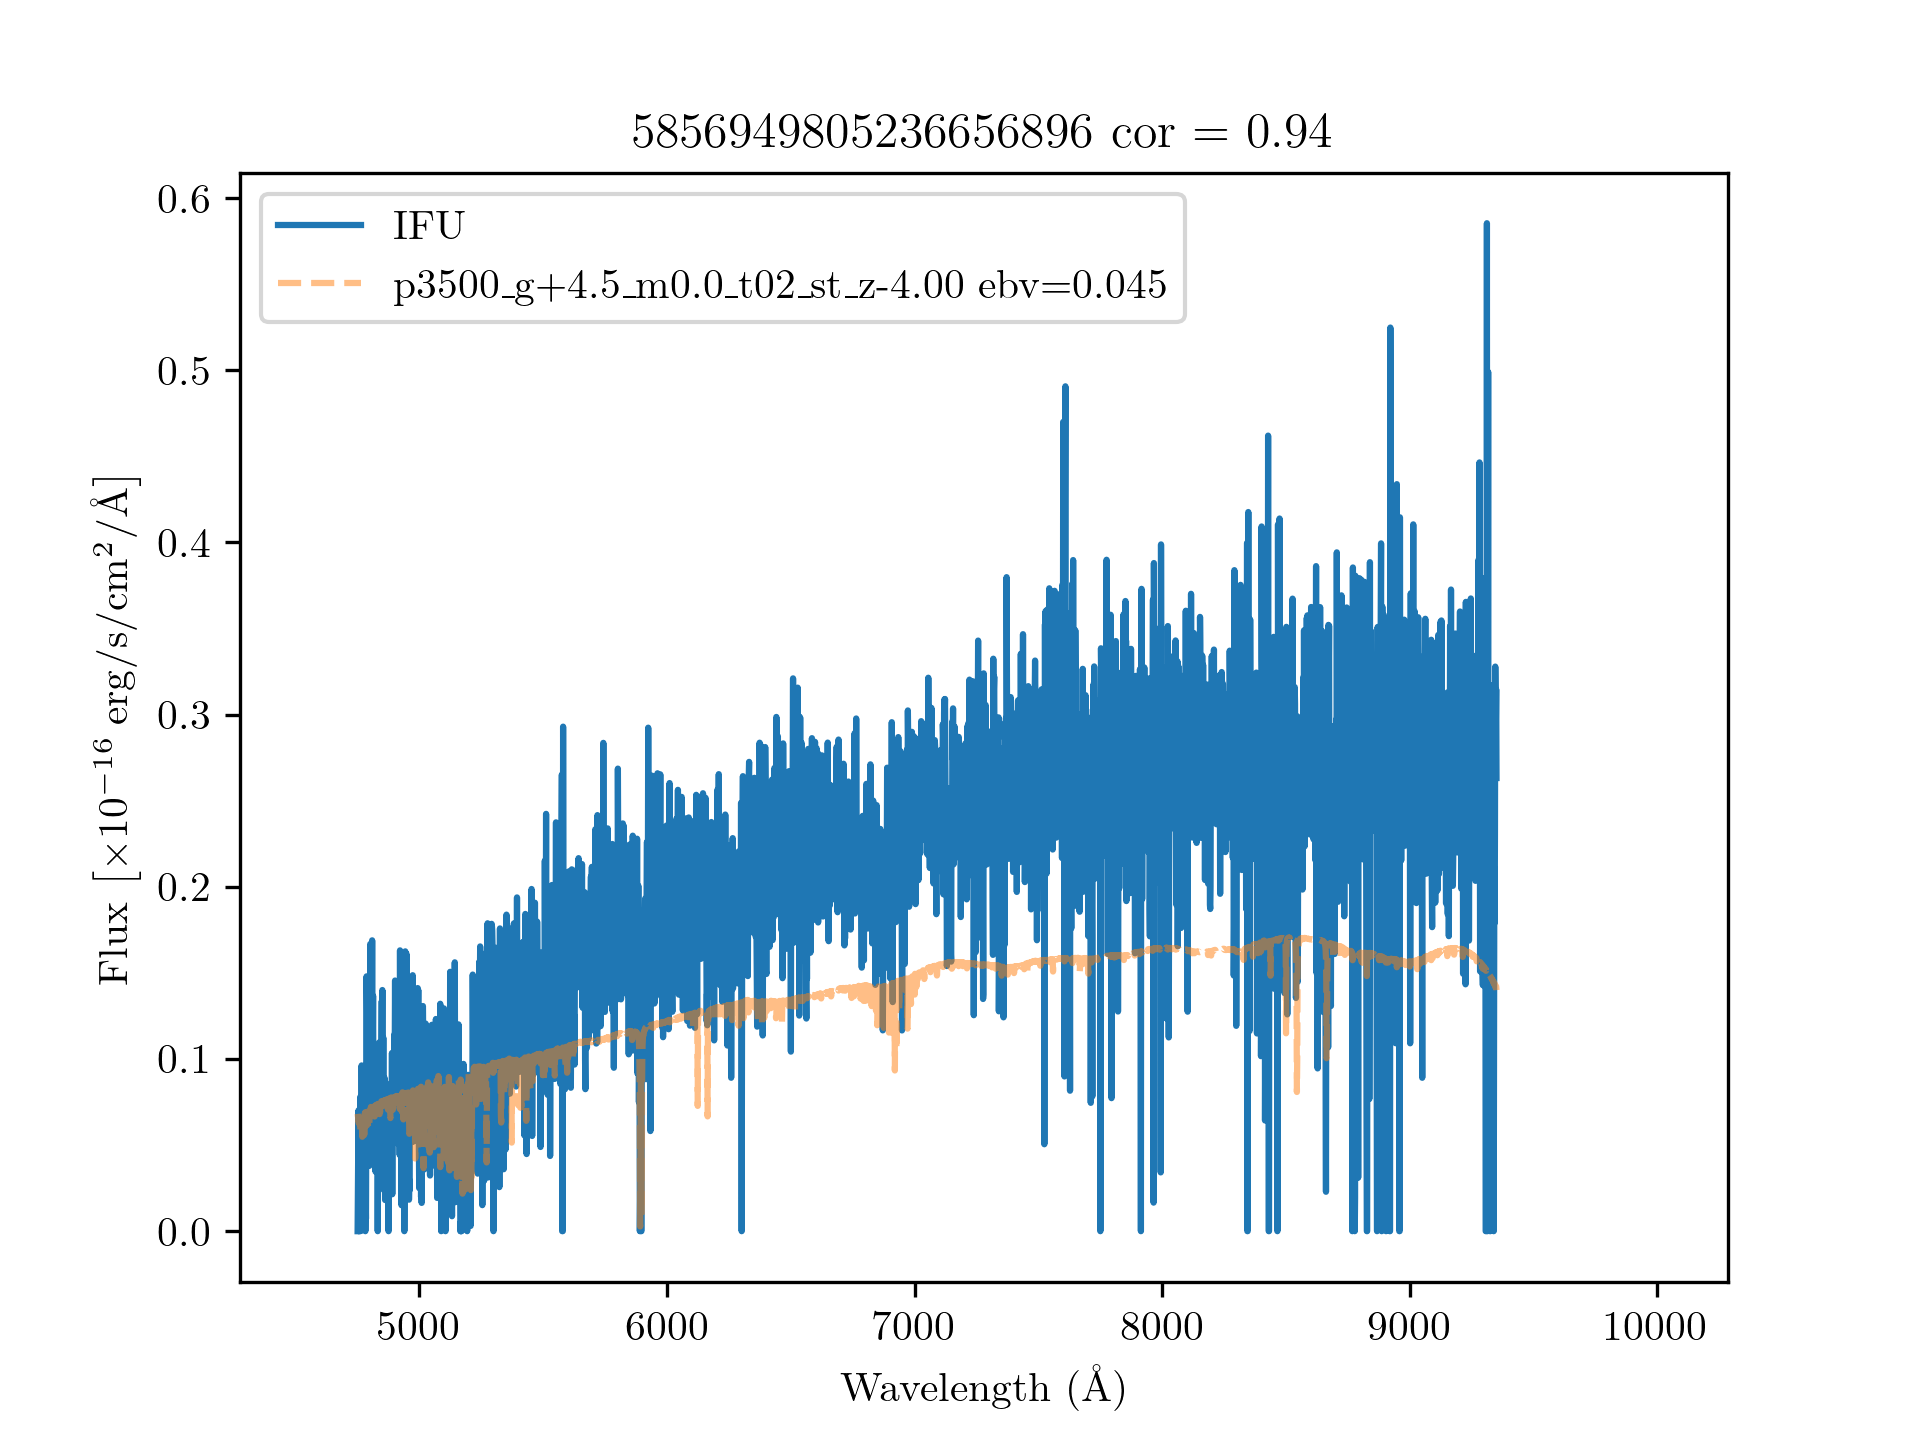 5856949805236656896 cor = 0.94
IFU
p3500_g+4.5_m0.0_t02_st_z-4.00 ebv=0.045
0.6
0.5
0.4
0.3
0.2
0.1
0.0
Flux [×10⁻¹⁶ erg/s/cm²/Å]
5000 6000 7000 8000 9000 10000
Wavelength (Å)